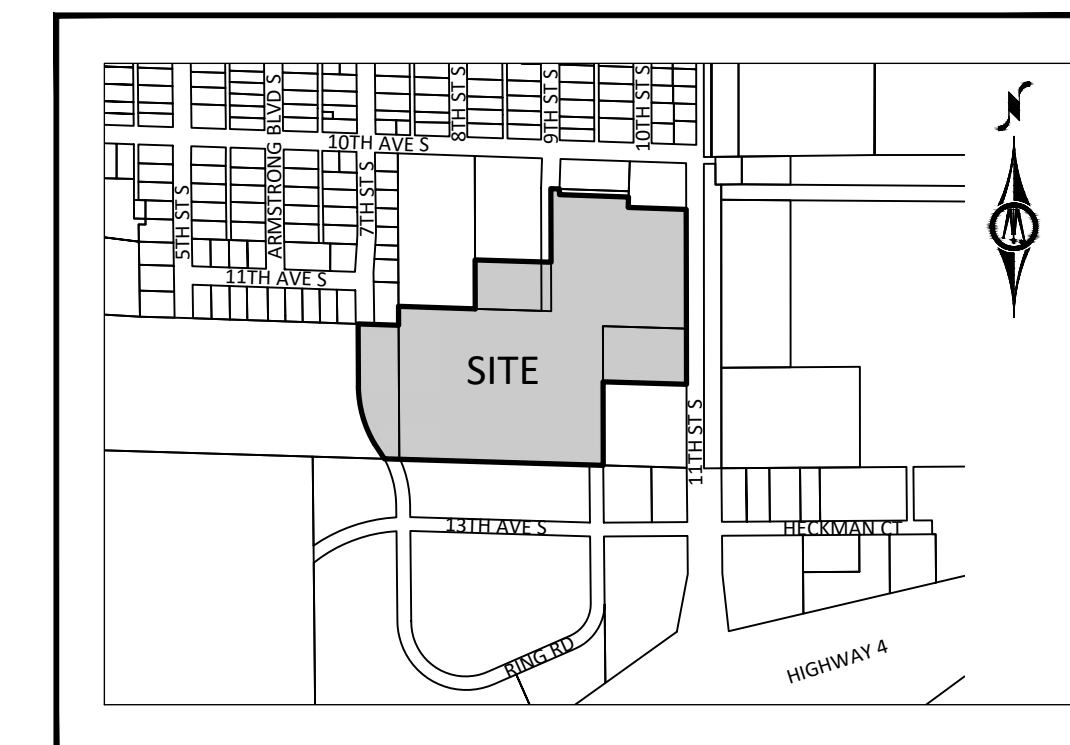 8TH ST S
9TH ST S
10TH ST S
ARMSTRONG BLVD S
10TH AVE S
7TH ST S
5TH ST S
11TH AVE S
N
SITE
11TH ST S
13TH AVE S
HECKMAN CT
RING RD
HIGHWAY 4